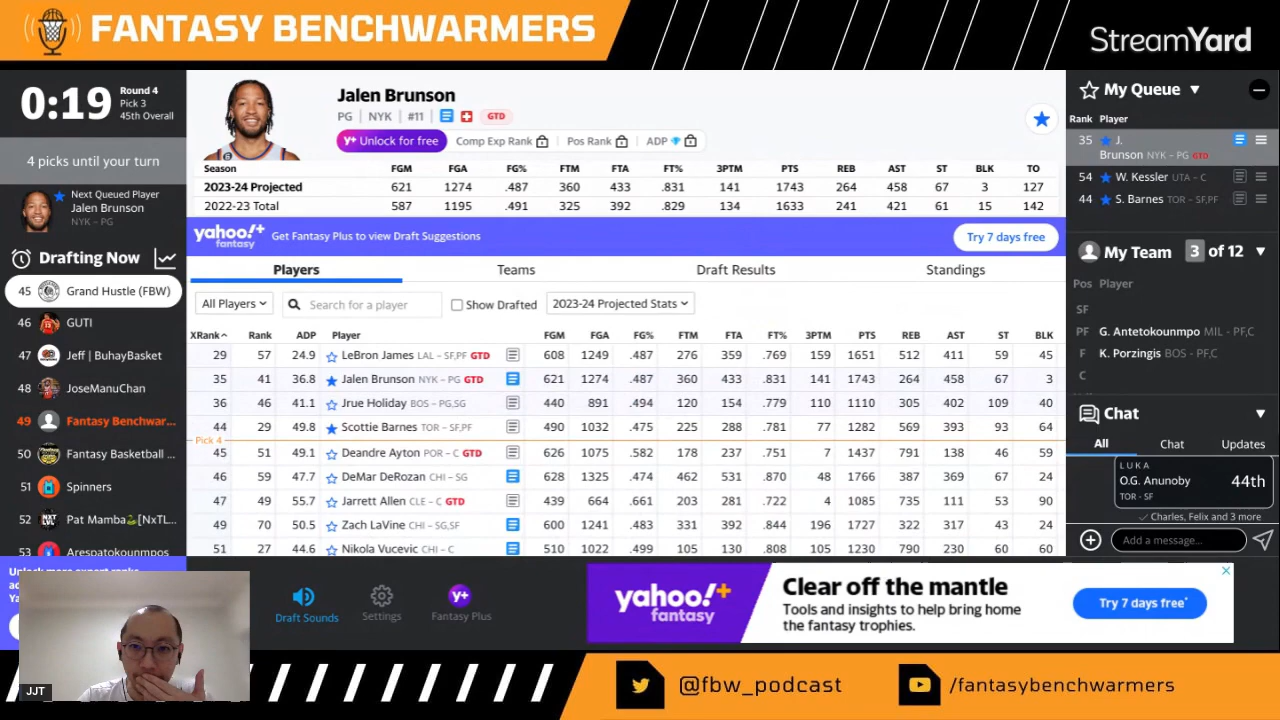 FANTASY BENCHWARMERS
StreamYard
0:19
Round 4
Pick 3
45th Overall
4 picks until your turn
Next Queued Player
Jalen Brunson
NYK – PG
Drafting Now
45 Grand Hustle (FBW)
46 GUTI
47 Jeff | BuhayBasket
48 JoseManuChan
49 Fantasy Benchwar...
50 Fantasy Basketball ...
51 Spinners
52 Pat Mamba [NxTL...
53 Arespatokounmpos
Jalen Brunson
PG | NYK | #11 | GTD
Y+ Unlock for free Comp Exp Rank Pos Rank ADP
Season FGM FGA FG% FTM FTA FT% 3PTM PTS REB AST ST BLK TO
2023-24 Projected 621 1274 .487 360 433 .831 141 1743 264 458 67 3 127
2022-23 Total 587 1195 .491 325 392 .829 134 1633 241 421 61 15 142
yahoo!+ fantasy Get Fantasy Plus to view Draft Suggestions Try 7 days free
Players Teams Draft Results Standings
All Players Search for a player Show Drafted 2023-24 Projected Stats
XRank Rank ADP Player FGM FGA FG% FTM FTA FT% 3PTM PTS REB AST ST BLK
29 57 24.9 LeBron James LAL – SF,PF GTD 608 1249 .487 276 359 .769 159 1651 512 411 59 45
35 41 36.8 Jalen Brunson NYK – PG GTD 621 1274 .487 360 433 .831 141 1743 264 458 67 3
36 46 41.1 Jrue Holiday BOS – PG,SG 440 891 .494 120 154 .779 110 1110 305 402 109 40
44 29 49.8 Scottie Barnes TOR – SF,PF 490 1032 .475 225 288 .781 77 1282 569 393 93 64
Pick 4
45 51 49.1 Deandre Ayton POR – C GTD 626 1075 .582 178 237 .751 7 1437 791 138 46 59
46 59 47.7 DeMar DeRozan CHI – SG 628 1325 .474 462 531 .870 48 1766 387 369 67 24
47 49 55.7 Jarrett Allen CLE – C GTD 439 664 .661 203 281 .722 4 1085 735 111 53 90
49 70 50.5 Zach LaVine CHI – SG,SF 600 1241 .483 331 392 .844 196 1727 322 317 43 24
51 27 44.6 Nikola Vucevic CHI – C 510 1022 .499 105 130 .808 105 1230 790 230 60 60
My Queue
Rank Player
35 J. Brunson NYK – PG GTD
54 W. Kessler UTA – C
44 S. Barnes TOR – SF,PF
My Team 3 of 12
Pos Player
SF
PF G. Antetokounmpo MIL – PF,C
F K. Porzingis BOS – PF,C
C
Chat
All Chat Updates
LUKA
O.G. Anunoby 44th
TOR - SF
Charles, Felix and 3 more
Add a message...
Draft Sounds
Settings
Y+
Fantasy Plus
yahoo!+ fantasy
Clear off the mantle
Tools and insights to help bring home
the fantasy trophies.
Try 7 days free*
JJT
@fbw_podcast
/fantasybenchwarmers